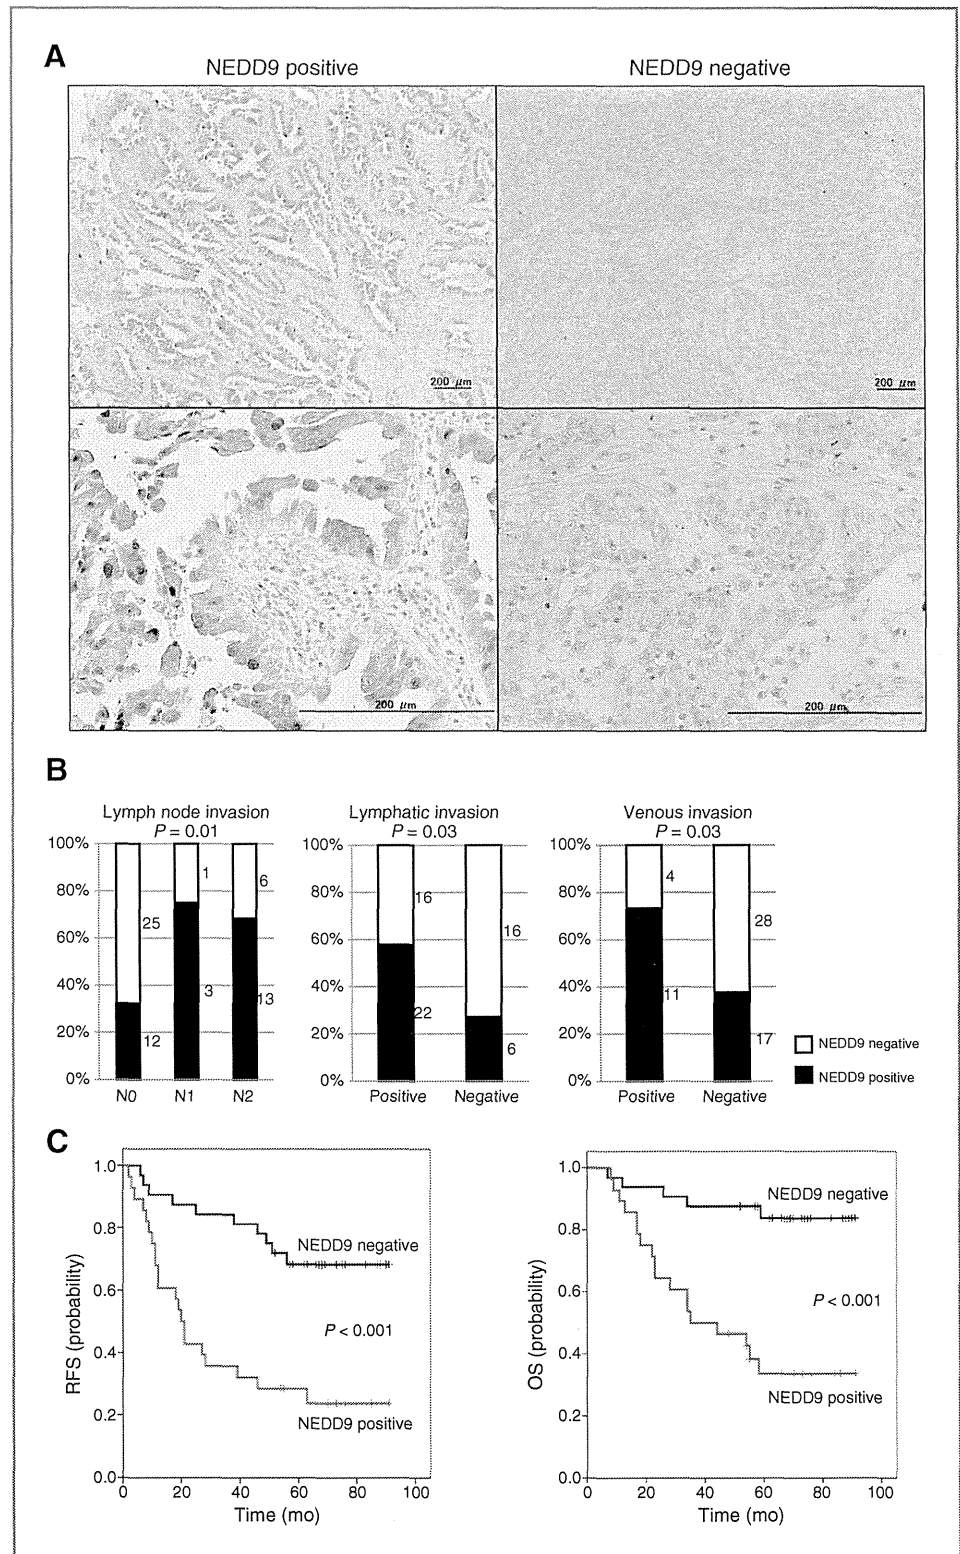 A
NEDD9 positive
NEDD9 negative
200 µm
200 µm
200 µm
200 µm
B
Lymph node invasion
P = 0.01
100%
80%
60%
40%
20%
0%
1
6
25
3
13
12
N0
N1
N2
Lymphatic invasion
P = 0.03
100%
80%
60%
40%
20%
0%
16
16
22
6
Positive
Negative
Venous invasion
P = 0.03
100%
80%
60%
40%
20%
0%
4
28
11
17
Positive
Negative
NEDD9 negative
NEDD9 positive
C
RFS (probability)
1.0
0.8
0.6
0.4
0.2
0.0
NEDD9 negative
P < 0.001
NEDD9 positive
0 20 40 60 80 100
Time (mo)
OS (probability)
1.0
0.8
0.6
0.4
0.2
0.0
NEDD9 negative
P < 0.001
NEDD9 positive
0 20 40 60 80 100
Time (mo)